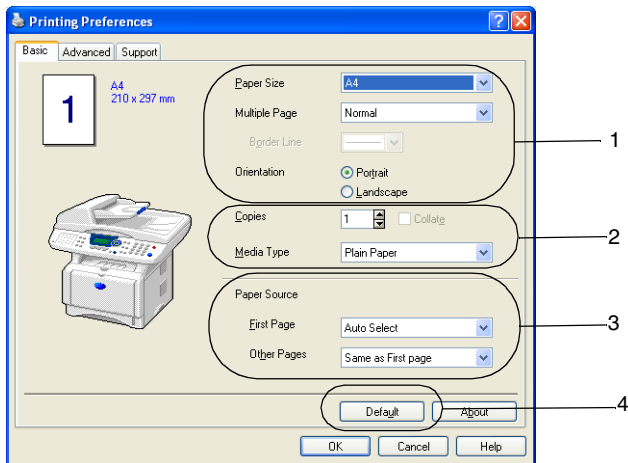 Printing Preferences
Basic Advanced Support
1
A4
210 x 297 mm
Paper Size A4
Multiple Page Normal
Border Line
Orientation Portrait
Landscape
1
Copies 1 Collate
Media Type Plain Paper
2
Paper Source
First Page Auto Select
Other Pages Same as First page
3
Default About
4
OK Cancel Help